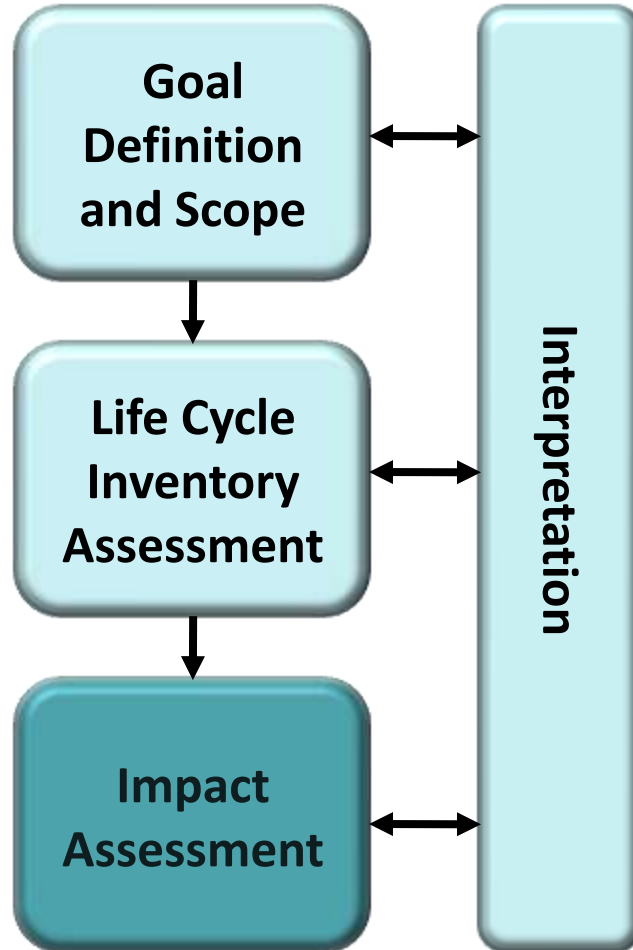 Goal
Definition
and Scope
Life Cycle
Inventory
Assessment
Impact
Assessment
Interpretation